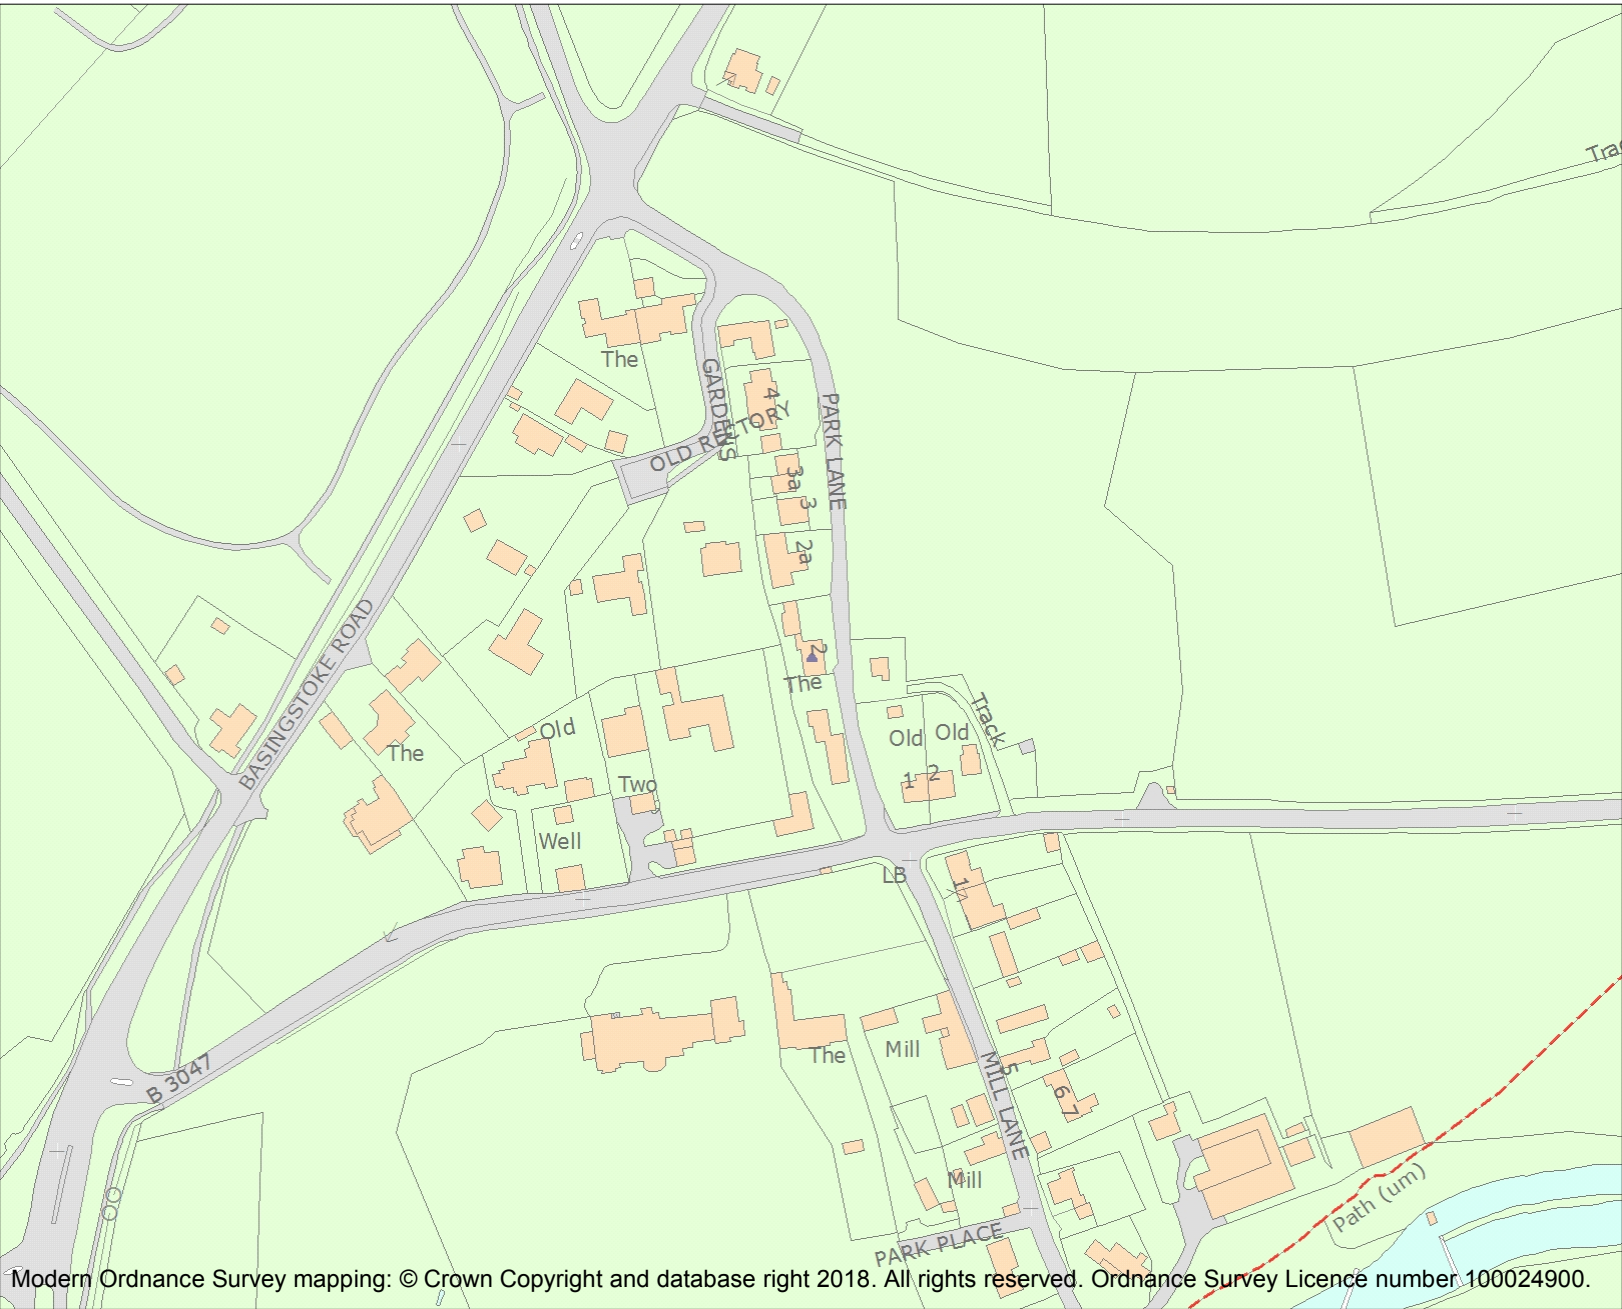 The
GARDENS
4
OLD RECTORY
PARK LANE
3a
3
2a
2
The
BASINGSTOKE ROAD
Track
Old
Old
Old
The
1
2
Two
Well
LB
1
B 3047
The
Mill
MILL LANE
5
6 7
Mill
Path (um)
PARK PLACE
Modern Ordnance Survey mapping: © Crown Copyright and database right 2018. All rights reserved. Ordnance Survey Licence number 100024900.